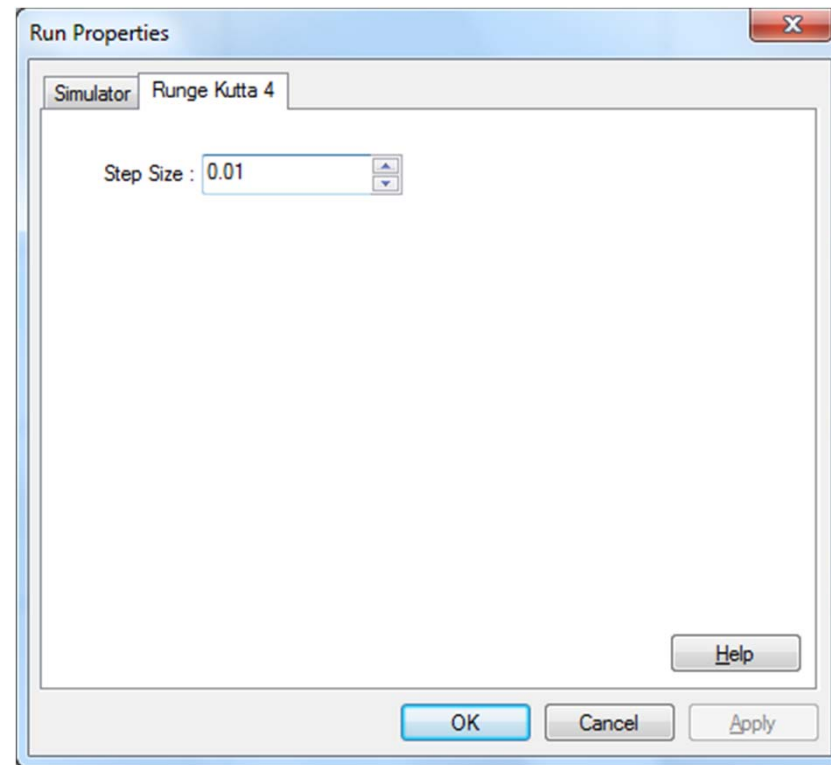 Run Properties
Simulator Runge Kutta 4
Step Size : 0.01
Help
OK Cancel Apply